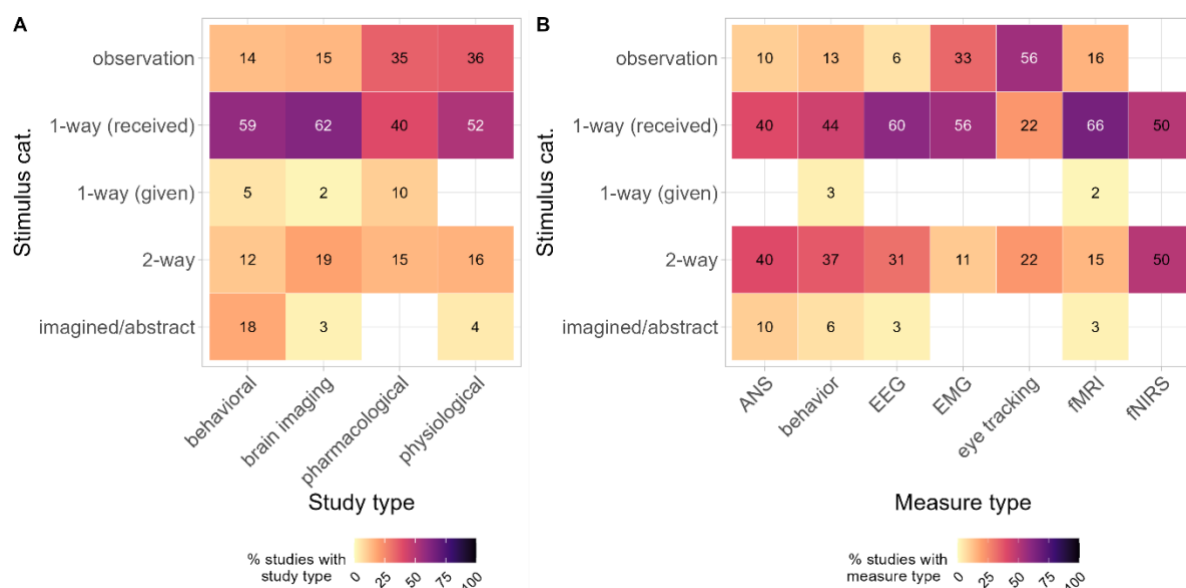 A
Stimulus cat.
observation 14 15 35 36
1-way (received) 59 62 40 52
1-way (given) 5 2 10
2-way 12 19 15 16
imagined/abstract 18 3 4
behavioral
brain imaging
pharmacological
physiological
Study type
% studies with
study type
0 25 50 75 100
B
Stimulus cat.
observation 10 13 6 33 56 16
1-way (received) 40 44 60 56 22 66 50
1-way (given) 3 2
2-way 40 37 31 11 22 15 50
imagined/abstract 10 6 3 3
ANS
behavior
EEG
EMG
eye tracking
fMRI
fNIRS
Measure type
% studies with
measure type
0 25 50 75 100